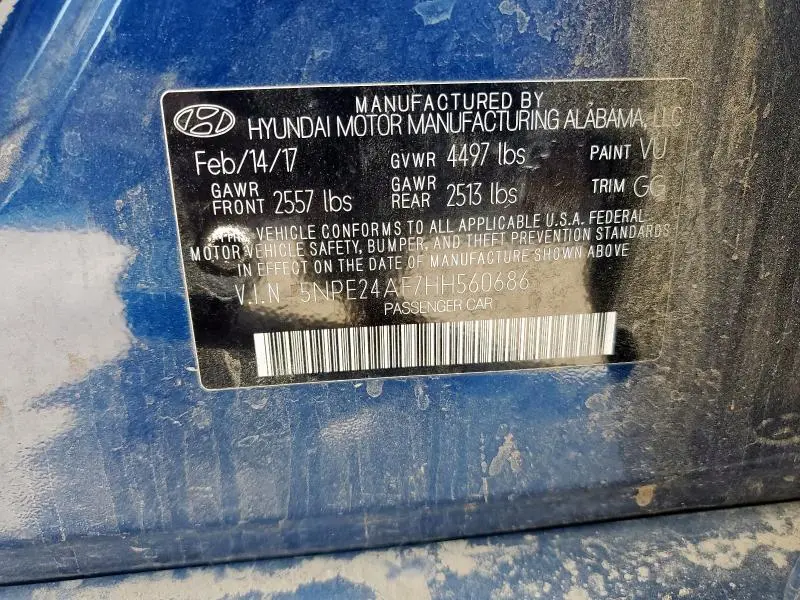 MANUFACTURED BY
HYUNDAI MOTOR MANUFACTURING ALABAMA, LLC
Feb/14/17 GVWR 4497 lbs PAINT VU
GAWR FRONT 2557 lbs GAWR REAR 2513 lbs TRIM GG
THIS VEHICLE CONFORMS TO ALL APPLICABLE U.S.A. FEDERAL
MOTOR VEHICLE SAFETY, BUMPER, AND THEFT PREVENTION STANDARDS
IN EFFECT ON THE DATE OF MANUFACTURE SHOWN ABOVE
V.I.N 5NPE24AF7HH560686
PASSENGER CAR